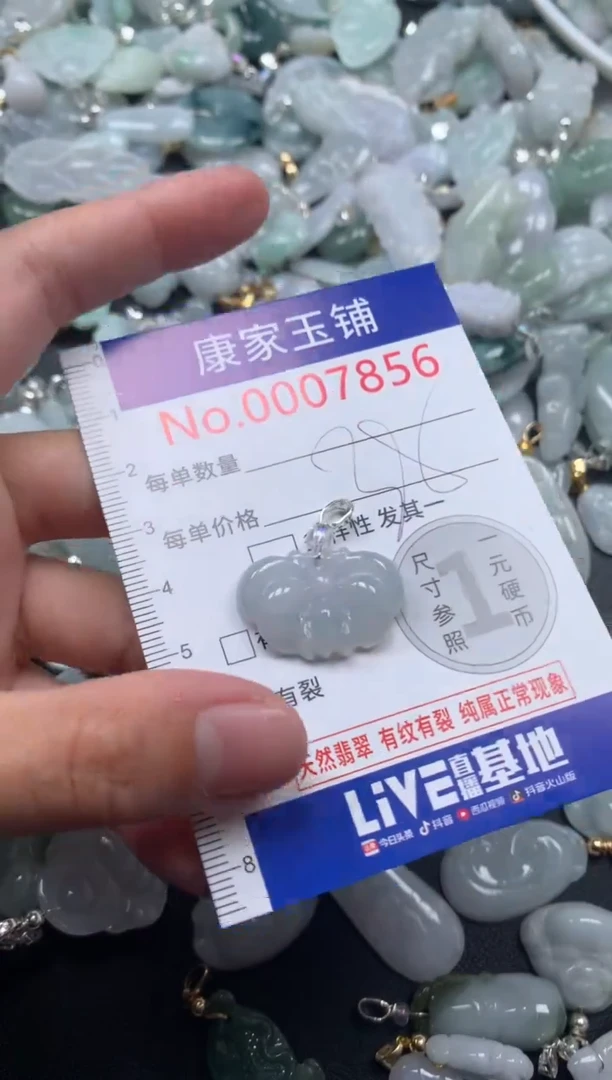 康家玉铺
No.0007856
每单数量
每单价格
样性 发其一
尺寸参照
1
一元硬币
有裂
天然翡翠 有纹有裂 纯属正常现象
LiVE直播基地
今日头条 抖音 西瓜视频 抖音火山版
0
1
2
3
4
5
8